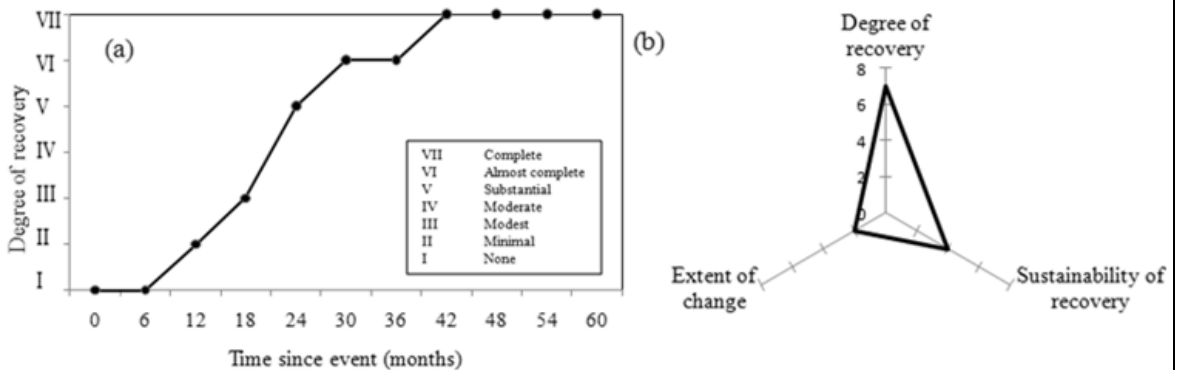 (a)
Degree of recovery
VII
VI
V
IV
III
II
I
VII Complete
VI Almost complete
V Substantial
IV Moderate
III Modest
II Minimal
I None
0 6 12 18 24 30 36 42 48 54 60
Time since event (months)
(b)
Degree of
recovery
8
6
4
2
0
Extent of
change
Sustainability of
recovery